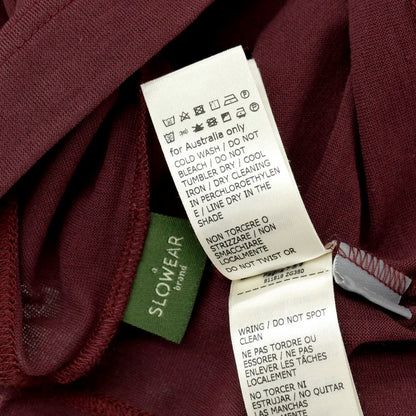 for Australia only
COLD WASH / DO NOT
BLEACH / DO NOT
TUMBLER DRY / COOL
IRON / DRY CLEANING
IN PERCHLOROETHYLEN
E / LINE DRY IN THE
SHADE
NON TORCERE O
STRIZZARE / NON
SMACCHIARE
LOCALMENTE /
DO NOT TWIST OR
911818 ZG380
WRING / DO NOT SPOT
CLEAN
NE PAS TORDRE OU
ESSORER / NE PAS
ENLEVER LES TÂCHES
LOCALEMENT
NO TORCER NI
ESTRUJAR / NO QUITAR
LAS MANCHAS
a
SLOWEAR
brand